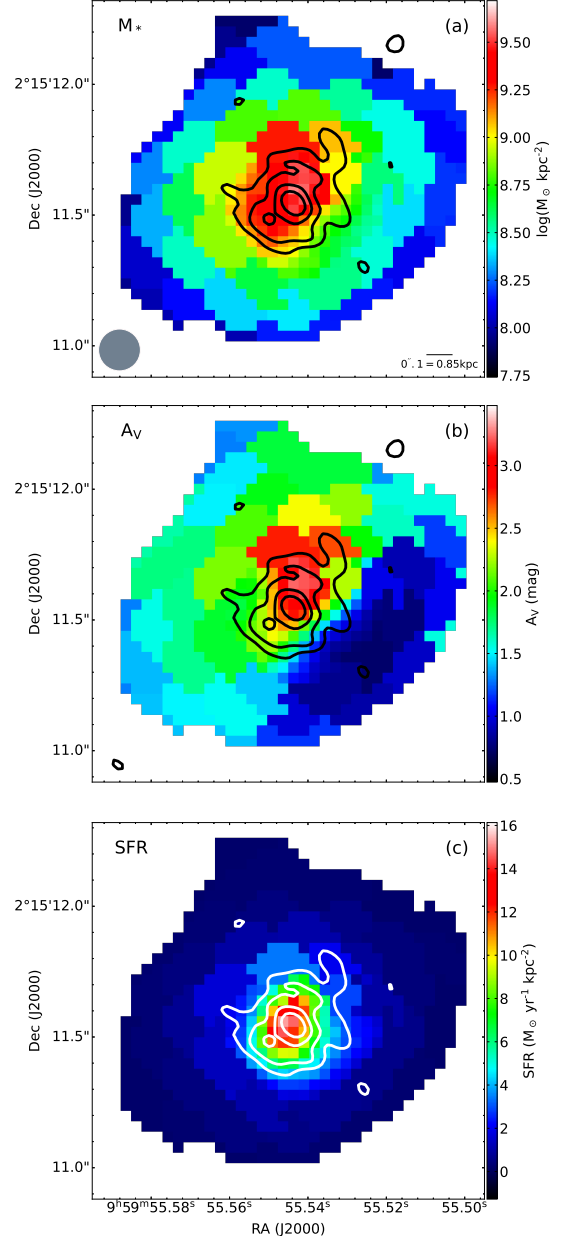 M* (a)
2°15'12.0"
11.5"
11.0"
Dec (J2000)
0″.1 = 0.85kpc
9.50
9.25
9.00
8.75
8.50
8.25
8.00
7.75
log(M⊙ kpc⁻²)
A_V (b)
2°15'12.0"
11.5"
11.0"
Dec (J2000)
3.0
2.5
2.0
1.5
1.0
0.5
A_V (mag)
SFR (c)
2°15'12.0"
11.5"
11.0"
Dec (J2000)
16
14
12
10
8
6
4
2
0
SFR (M⊙ yr⁻¹ kpc⁻²)
9ʰ59ᵐ55.58ˢ 55.56ˢ 55.54ˢ 55.52ˢ 55.50ˢ
RA (J2000)